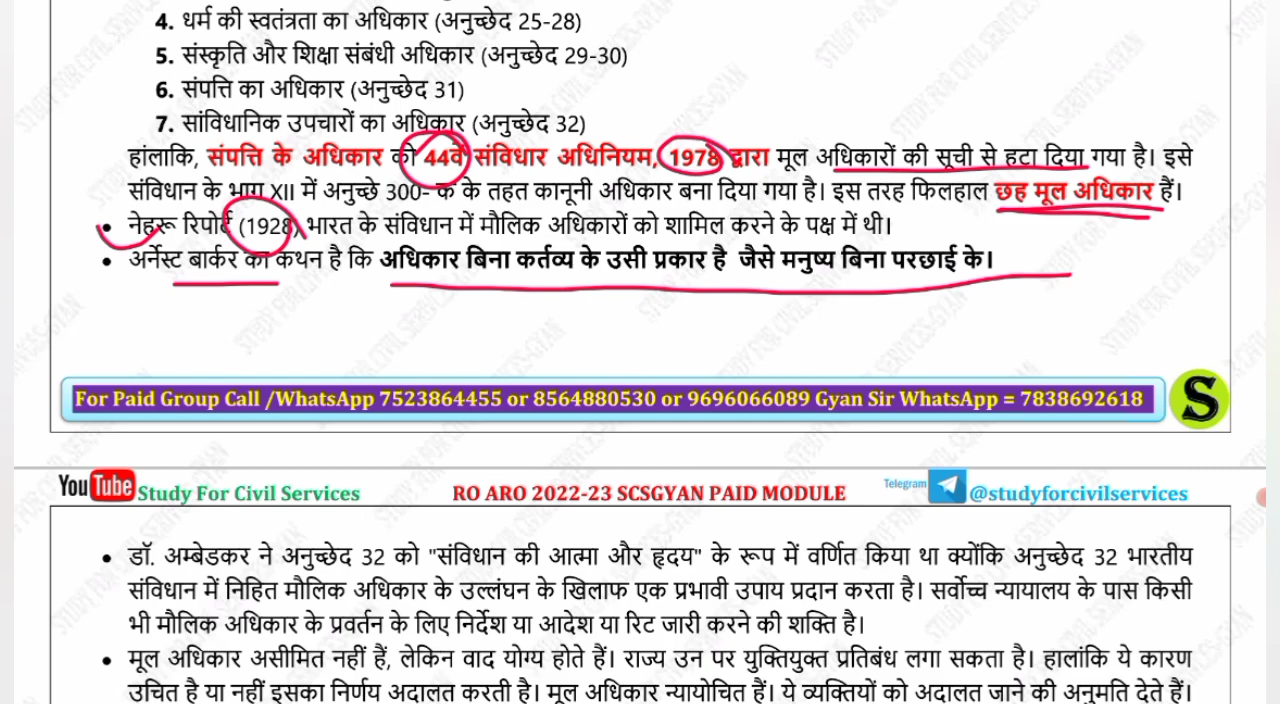 4. धर्म की स्वतंत्रता का अधिकार (अनुच्छेद 25-28)
5. संस्कृति और शिक्षा संबंधी अधिकार (अनुच्छेद 29-30)
6. संपत्ति का अधिकार (अनुच्छेद 31)
7. सांविधानिक उपचारों का अधिकार (अनुच्छेद 32)
हांलाकि, संपत्ति के अधिकार को 44वें संविधार अधिनियम, 1978 द्वारा मूल अधिकारों की सूची से हटा दिया गया है। इसे
संविधान के भाग XII में अनुच्छे 300- क के तहत कानूनी अधिकार बना दिया गया है। इस तरह फिलहाल छह मूल अधिकार हैं।
• नेहरू रिपोर्ट (1928) भारत के संविधान में मौलिक अधिकारों को शामिल करने के पक्ष में थी।
• अर्नेस्ट बार्कर का कथन है कि अधिकार बिना कर्तव्य के उसी प्रकार है जैसे मनुष्य बिना परछाई के।
For Paid Group Call /WhatsApp 7523864455 or 8564880530 or 9696066089 Gyan Sir WhatsApp = 7838692618
S
YouTube Study For Civil Services RO ARO 2022-23 SCSGYAN PAID MODULE Telegram @studyforcivilservices
• डॉ. अम्बेडकर ने अनुच्छेद 32 को "संविधान की आत्मा और हृदय" के रूप में वर्णित किया था क्योंकि अनुच्छेद 32 भारतीय
संविधान में निहित मौलिक अधिकार के उल्लंघन के खिलाफ एक प्रभावी उपाय प्रदान करता है। सर्वोच्च न्यायालय के पास किसी
भी मौलिक अधिकार के प्रवर्तन के लिए निर्देश या आदेश या रिट जारी करने की शक्ति है।
• मूल अधिकार असीमित नहीं हैं, लेकिन वाद योग्य होते हैं। राज्य उन पर युक्तियुक्त प्रतिबंध लगा सकता है। हालांकि ये कारण
उचित है या नहीं इसका निर्णय अदालत करती है। मूल अधिकार न्यायोचित हैं। ये व्यक्तियों को अदालत जाने की अनुमति देते हैं।